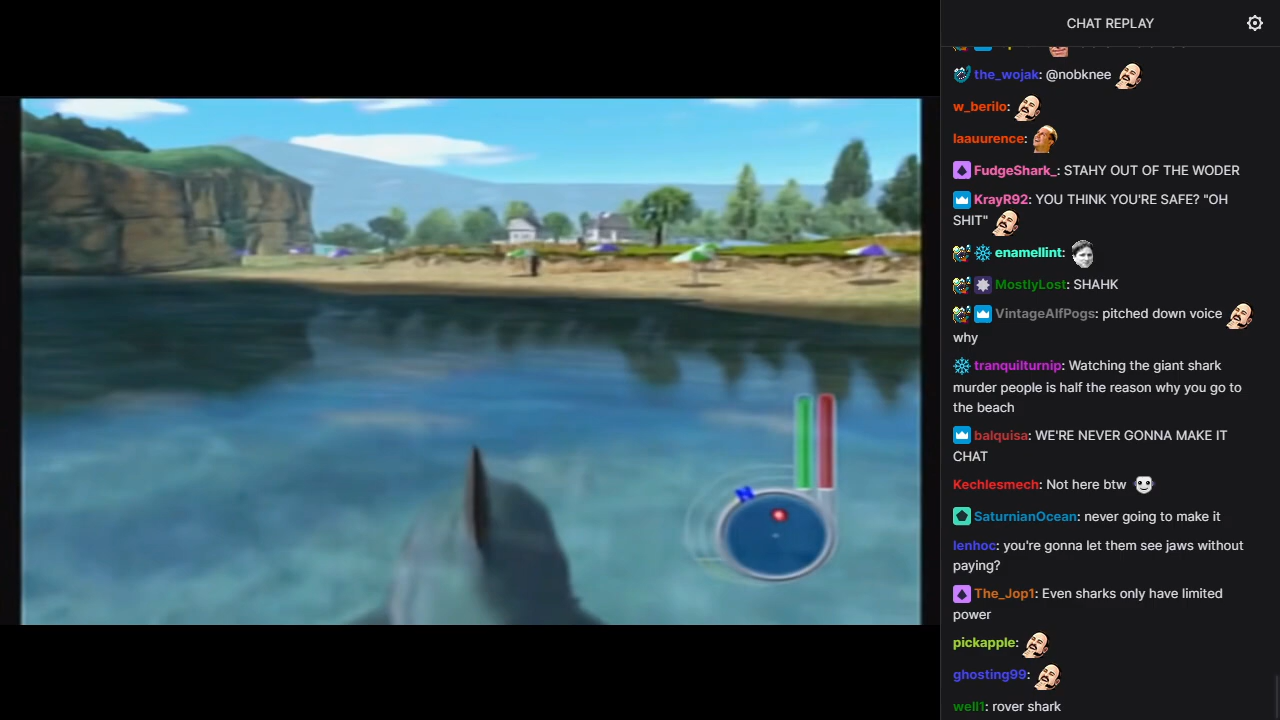 CHAT REPLAY
the_wojak: @nobknee
w_berilo:
laauurence:
FudgeShark_: STAHY OUT OF THE WODER
KrayR92: YOU THINK YOU'RE SAFE? "OH
SHIT"
enamellint:
MostlyLost: SHAHK
VintageAlfPogs: pitched down voice
why
tranquilturnip: Watching the giant shark
murder people is half the reason why you go to
the beach
balquisa: WE'RE NEVER GONNA MAKE IT
CHAT
Kechlesmech: Not here btw
SaturnianOcean: never going to make it
lenhoc: you're gonna let them see jaws without
paying?
The_Jop1: Even sharks only have limited
power
pickapple:
ghosting99:
well1: rover shark
N